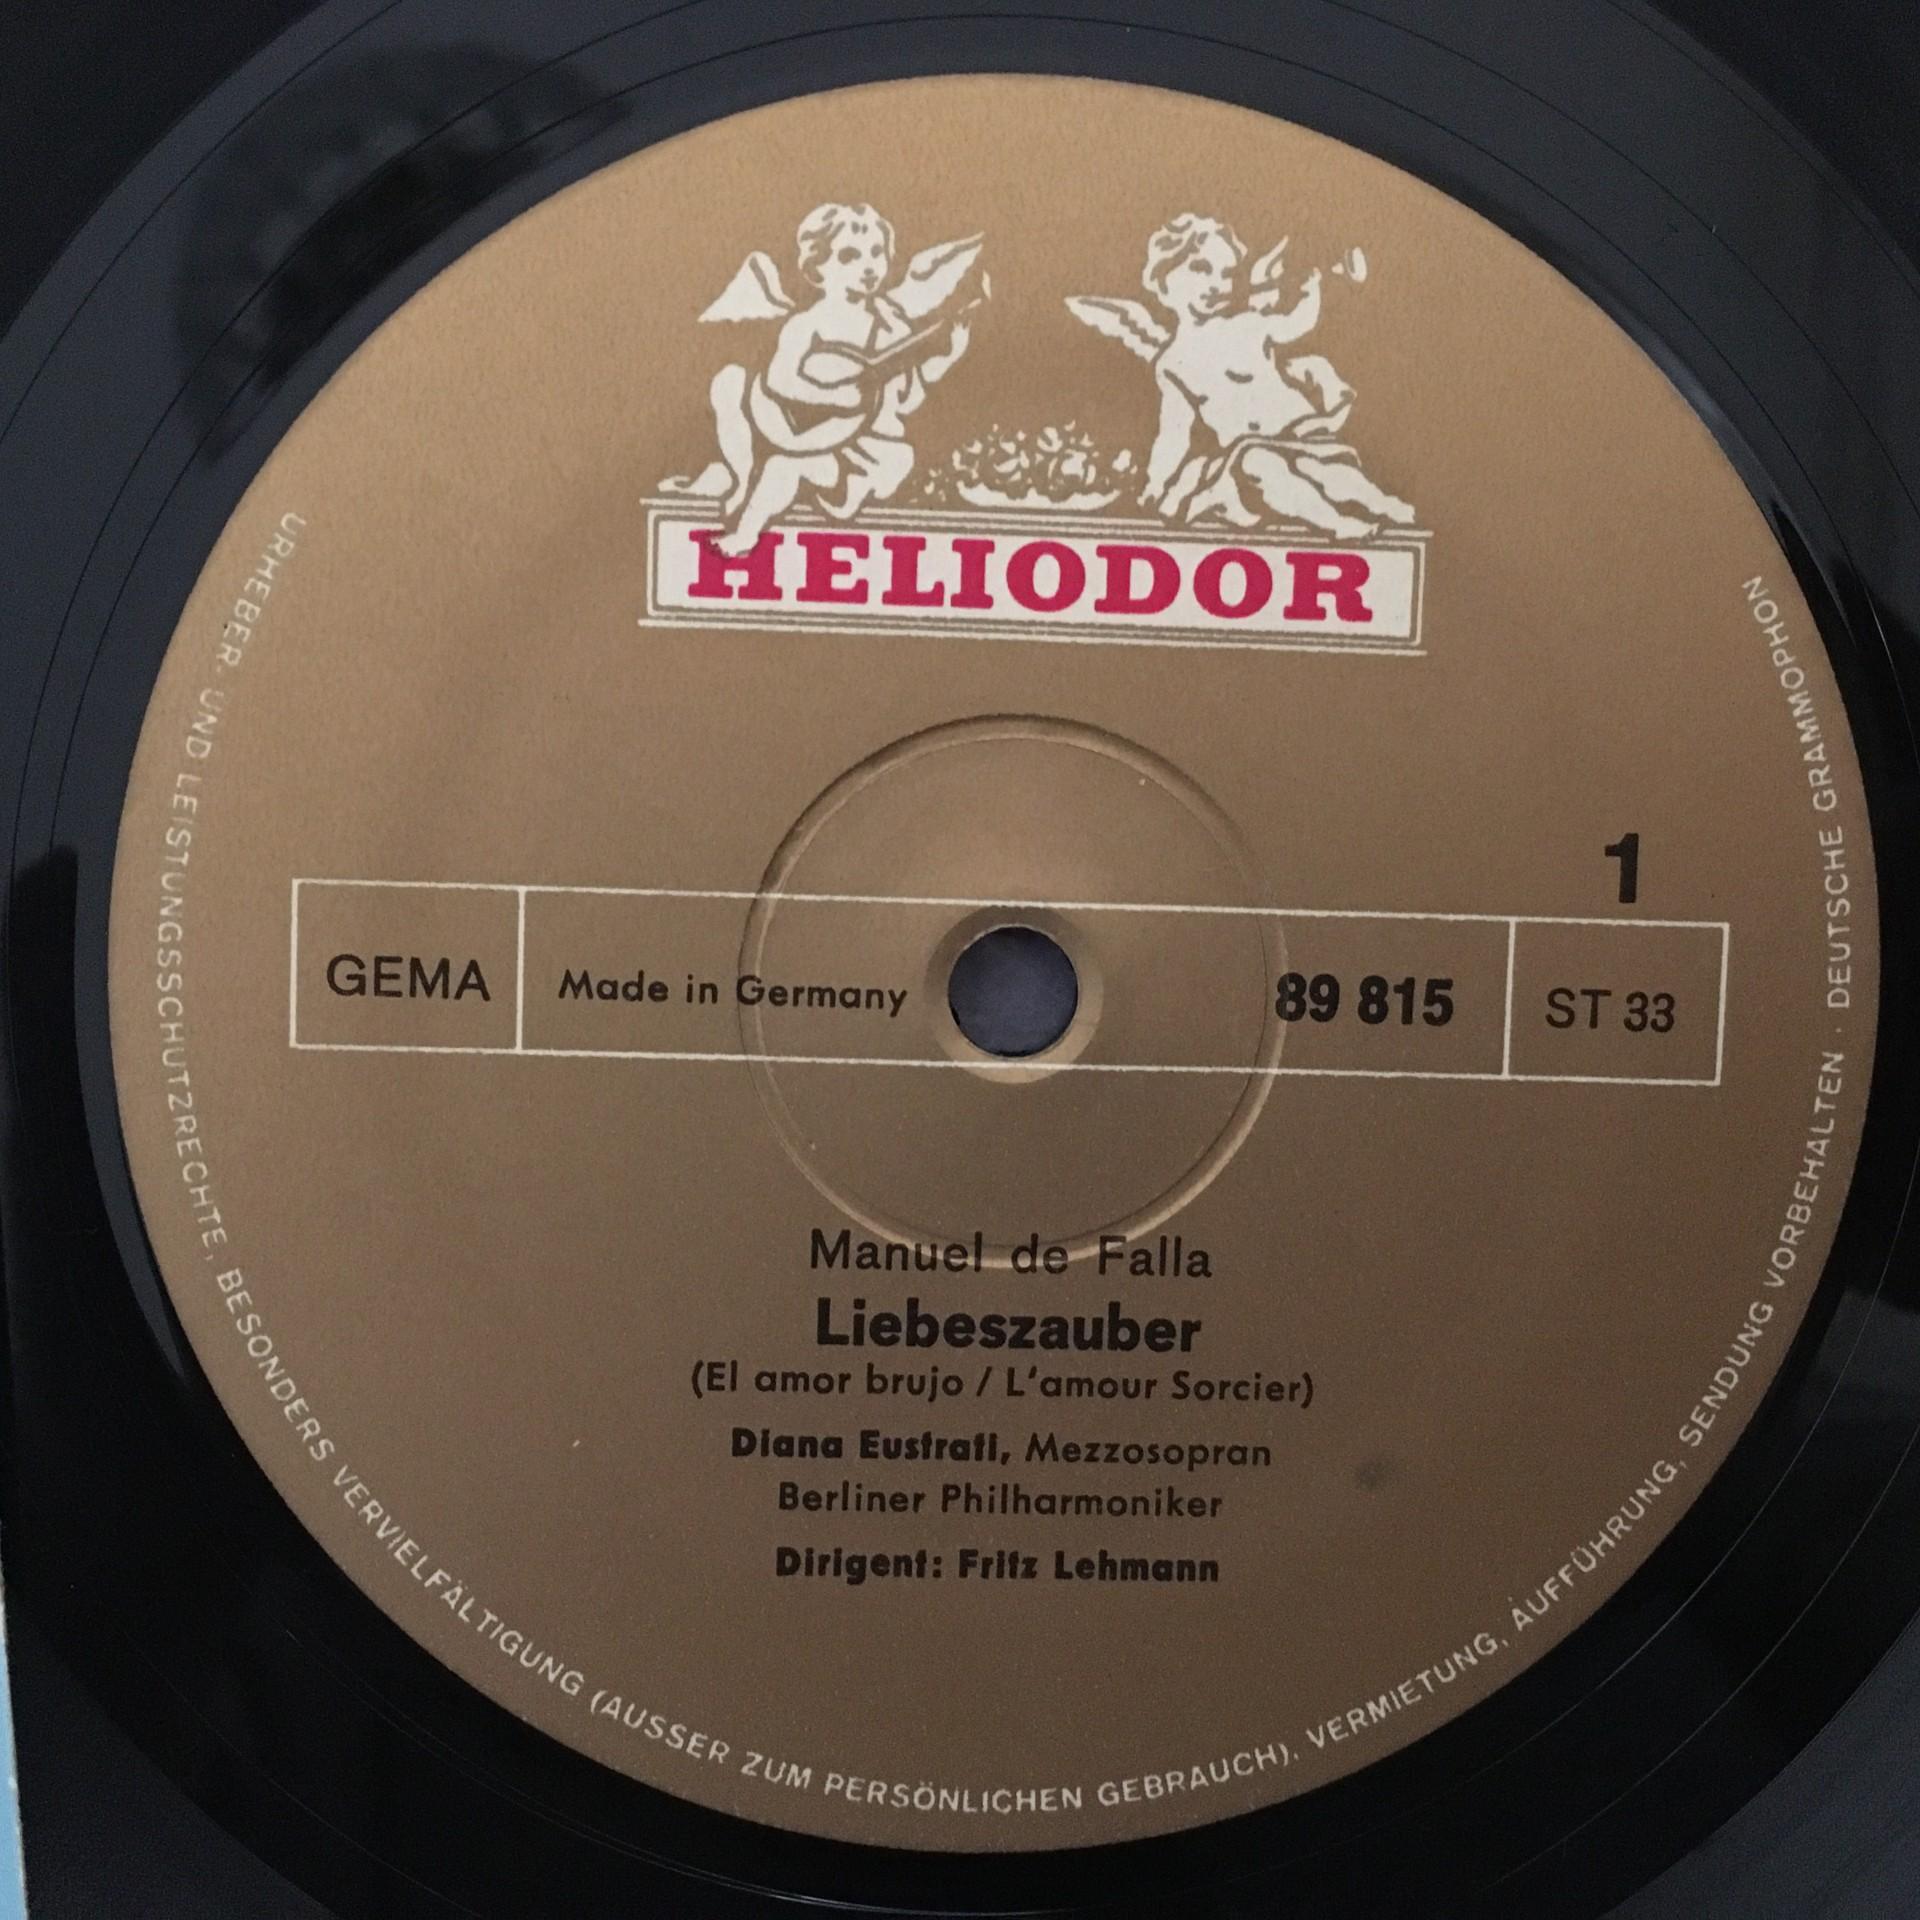 HELIODOR
1
GEMA
Made in Germany
89 815
ST 33
Manuel de Falla
Liebeszauber
(El amor brujo / L'amour Sorcier)
Diana Eustrati, Mezzosopran
Berliner Philharmoniker
Dirigent: Fritz Lehmann
URHEBER- UND LEISTUNGSSCHUTZRECHTE, BESONDERS VERVIELFÄLTIGUNG (AUSSER ZUM PERSÖNLICHEN GEBRAUCH), VERMIETUNG, AUFFÜHRUNG, SENDUNG VORBEHALTEN · DEUTSCHE GRAMMOPHON